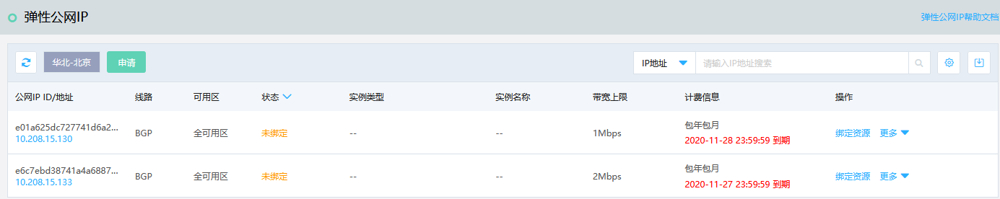 弹性公网IP
弹性公网IP帮助文档
华北-北京 申请 IP地址 请输入IP地址搜索
公网IP ID/地址 线路 可用区 状态 实例类型 实例名称 带宽上限 计费信息 操作
e01a625dc727741d6a2... BGP 全可用区 未绑定 -- -- 1Mbps 包年包月 绑定资源 更多
10.208.15.130 2020-11-28 23:59:59 到期
e6c7ebd38741a4a6887... BGP 全可用区 未绑定 -- -- 2Mbps 包年包月 绑定资源 更多
10.208.15.133 2020-11-27 23:59:59 到期